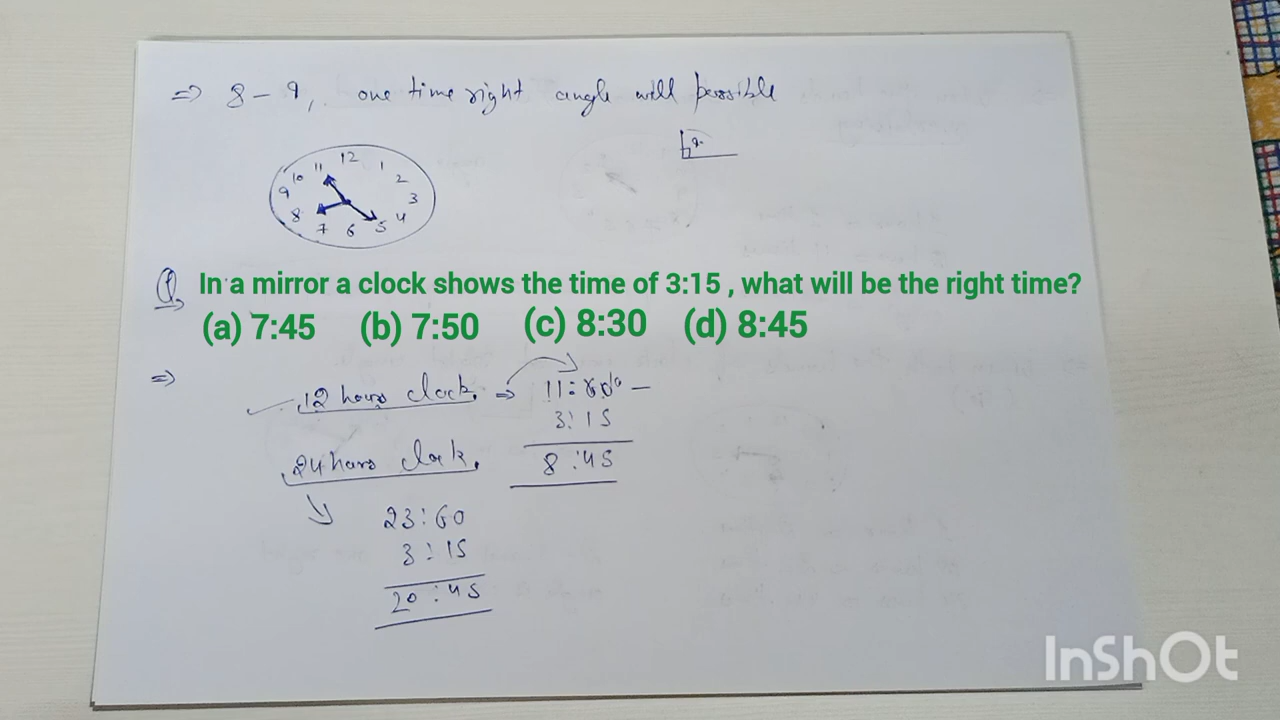 ⇒ 8 – 9, one time right angle will possible
12
11 1
10 2
9 3
8 4
7 6 5
Q, In a mirror a clock shows the time of 3:15 , what will be the right time?
(a) 7:45 (b) 7:50 (c) 8:30 (d) 8:45
⇒
12 hours clock ⇒ 11:60 –
3:15
8:45
24 hours clock
23:60
3:15
20:45
InShOt